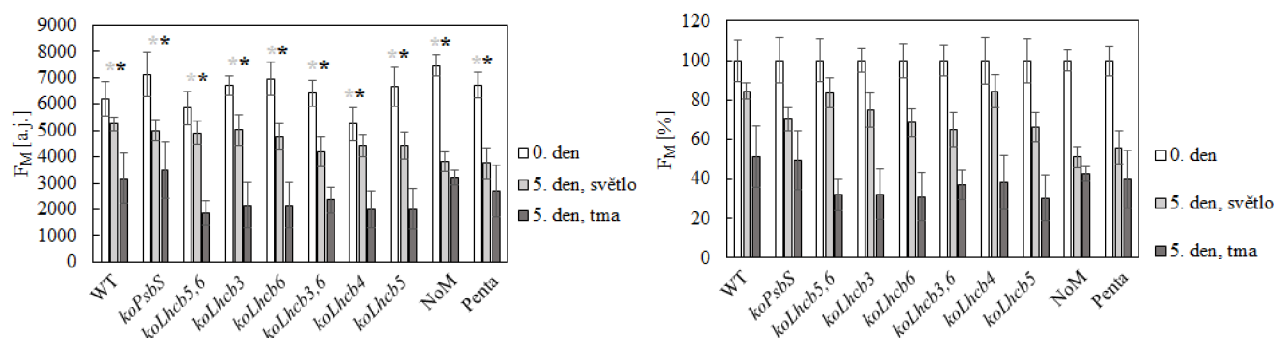 9000
8000
7000
6000
5000
4000
3000
2000
1000
0
FM [a.j.]
** ** ** ** ** ** ** ** ** **
WT koPsbS koLhcb5,6 koLhcb3 koLhcb6 koLhcb3,6 koLhcb4 koLhcb5 NoM Penta
0. den
5. den, světlo
5. den, tma
120
100
80
60
40
20
0
FM [%]
WT koPsbS koLhcb5,6 koLhcb3 koLhcb6 koLhcb3,6 koLhcb4 koLhcb5 NoM Penta
0. den
5. den, světlo
5. den, tma